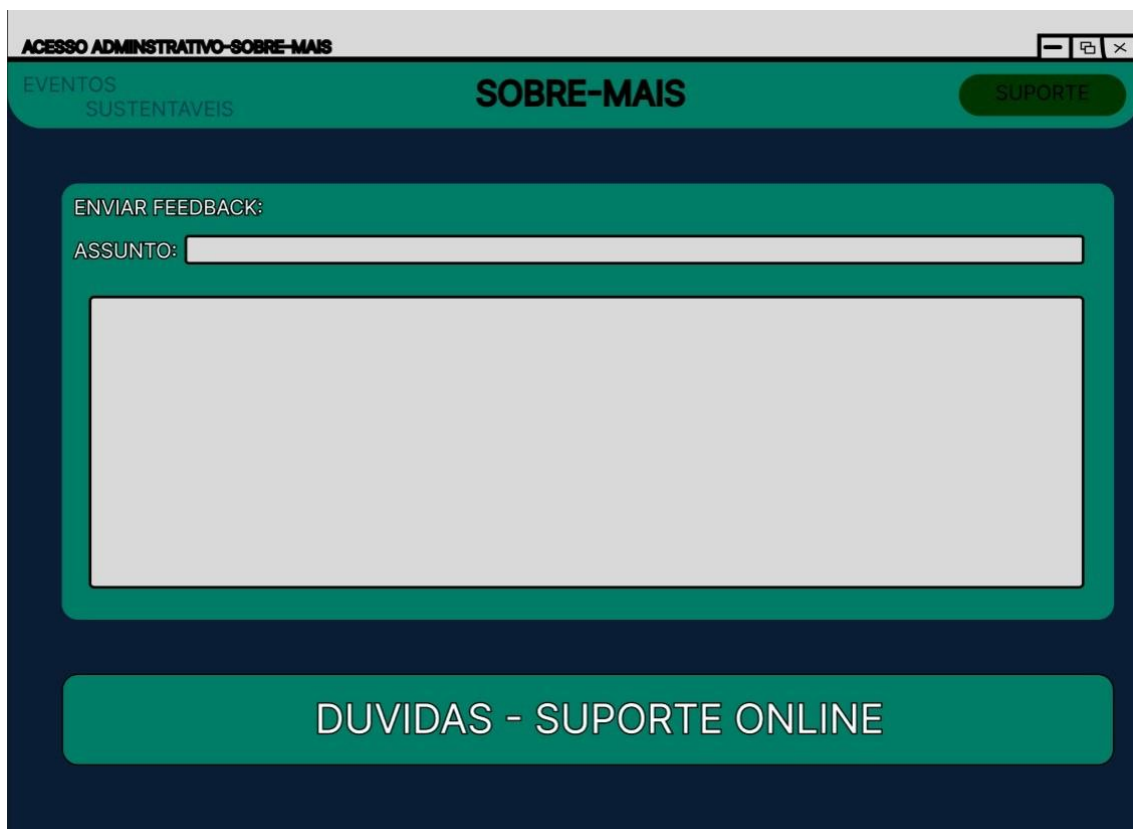 ACESSO ADMINSTRATIVO-SOBRE-MAIS
EVENTOS
SUSTENTAVEIS
SOBRE-MAIS
SUPORTE
ENVIAR FEEDBACK:
ASSUNTO:
DUVIDAS - SUPORTE ONLINE